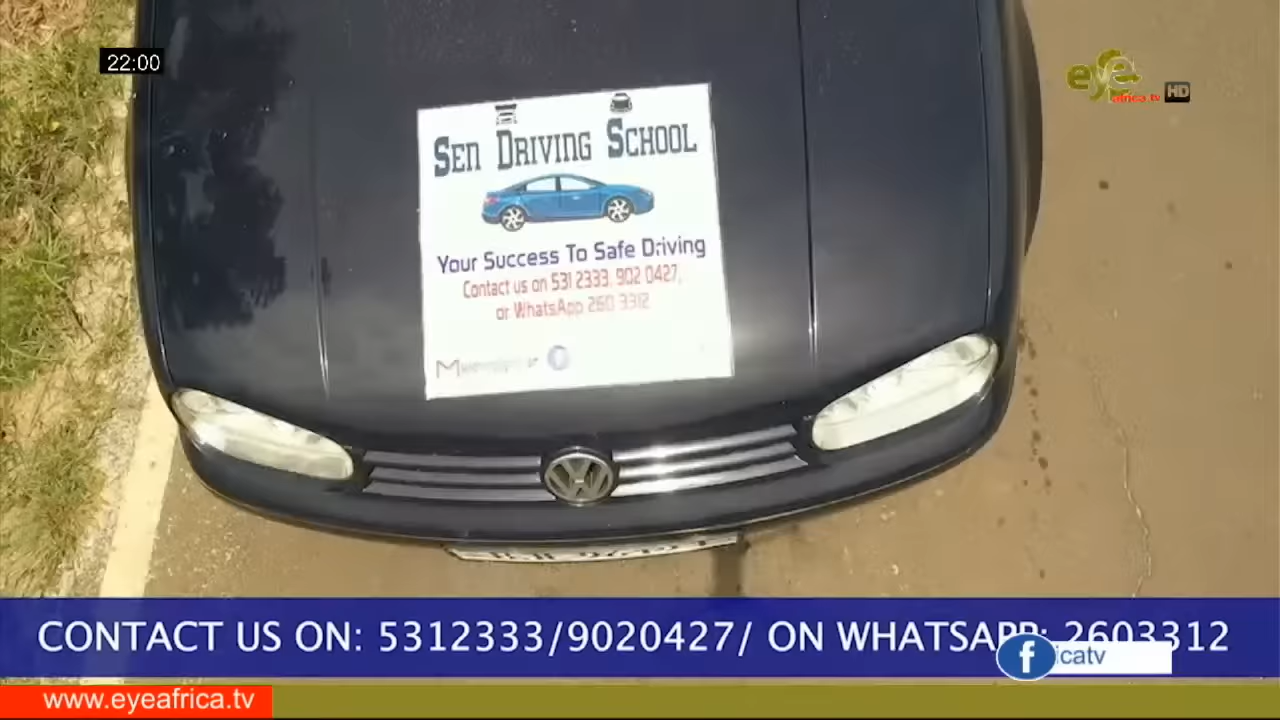 22:00
eye
africa.tv HD
SEN DRIVING SCHOOL
Your Success To Safe Driving
Contact us on 531 2333, 902 0427,
or WhatsApp 260 3312
CONTACT US ON: 5312333/9020427/ ON WHATSAPP: 2603312
f icatv
www.eyeafrica.tv